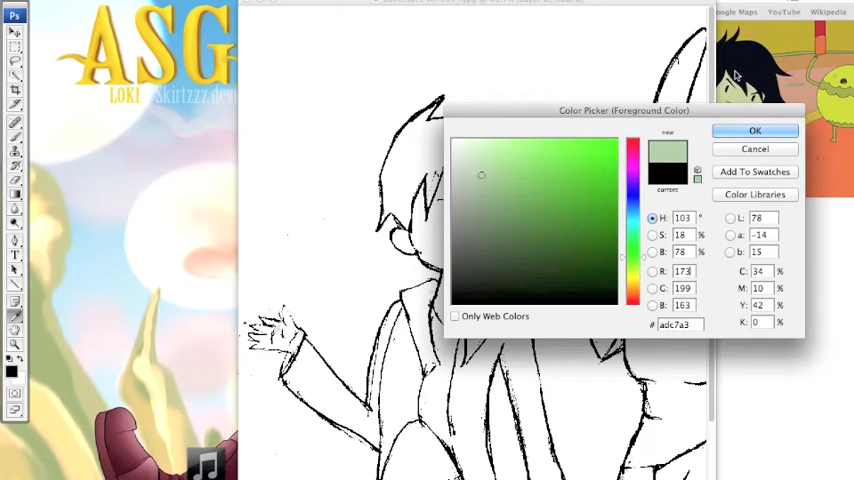 Ps
ASG
LOKI
Skirtzzz.dev
Google Maps YouTube Wikipedia
Color Picker (Foreground Color)
new
current
OK
Cancel
Add To Swatches
Color Libraries
H: 103 °
S: 18 %
B: 78 %
R: 173
G: 199
B: 163
L: 78
a: -14
b: 15
C: 34 %
M: 10 %
Y: 42 %
K: 0 %
# adc7a3
Only Web Colors
T